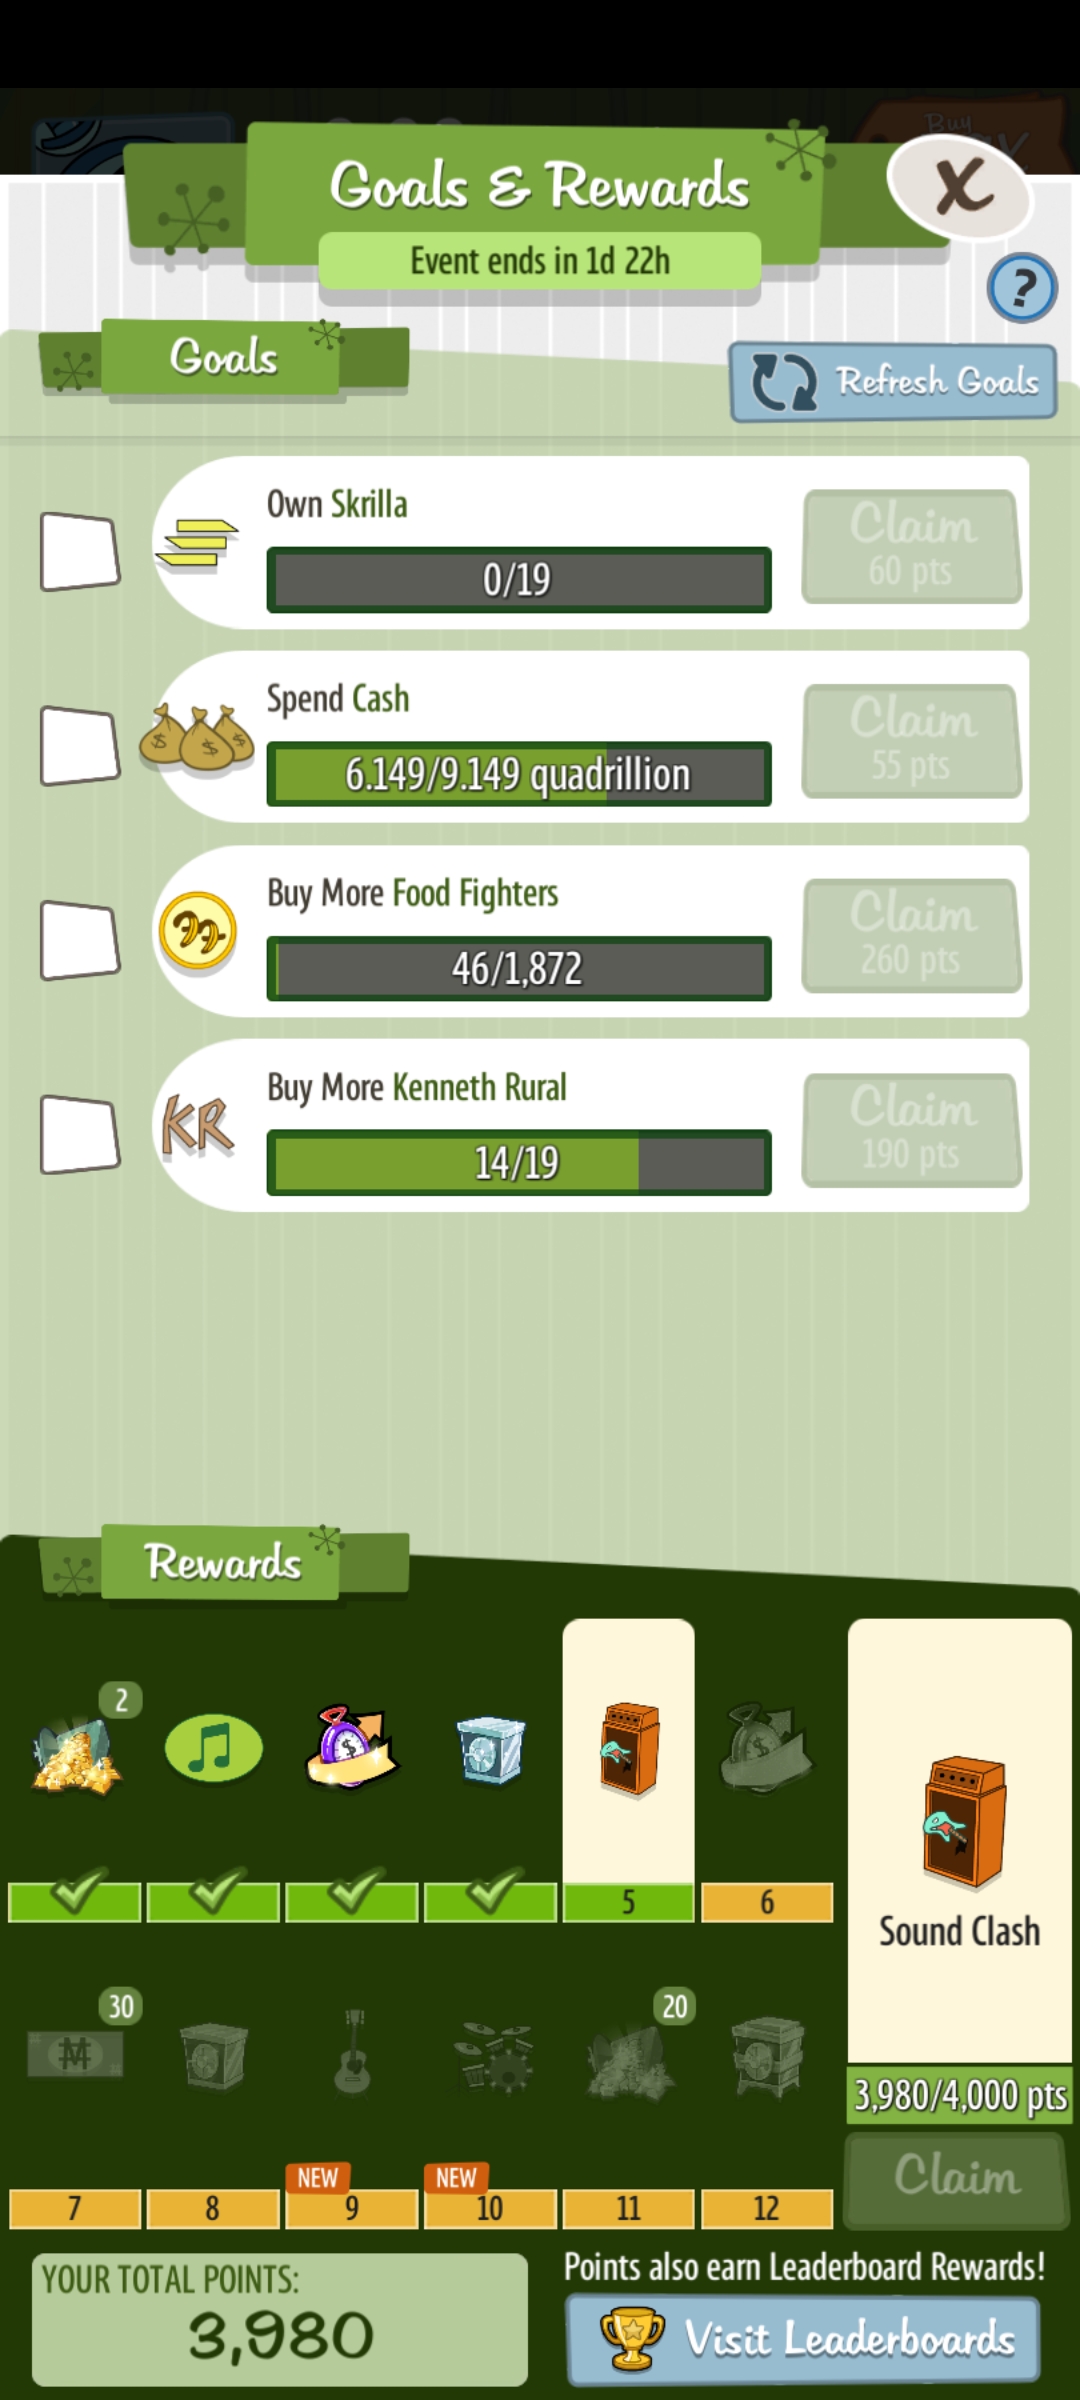 Buy
Goals & Rewards
X
Event ends in 1d 22h
?
Goals
Refresh Goals
Own Skrilla
0/19
Claim
60 pts
Spend Cash
6.149/9.149 quadrillion
Claim
55 pts
Buy More Food Fighters
46/1,872
Claim
260 pts
KR
Buy More Kenneth Rural
14/19
Claim
190 pts
Rewards
2
5
6
Sound Clash
30
20
3,980/4,000 pts
Claim
NEW
NEW
7
8
9
10
11
12
YOUR TOTAL POINTS:
3,980
Points also earn Leaderboard Rewards!
Visit Leaderboards